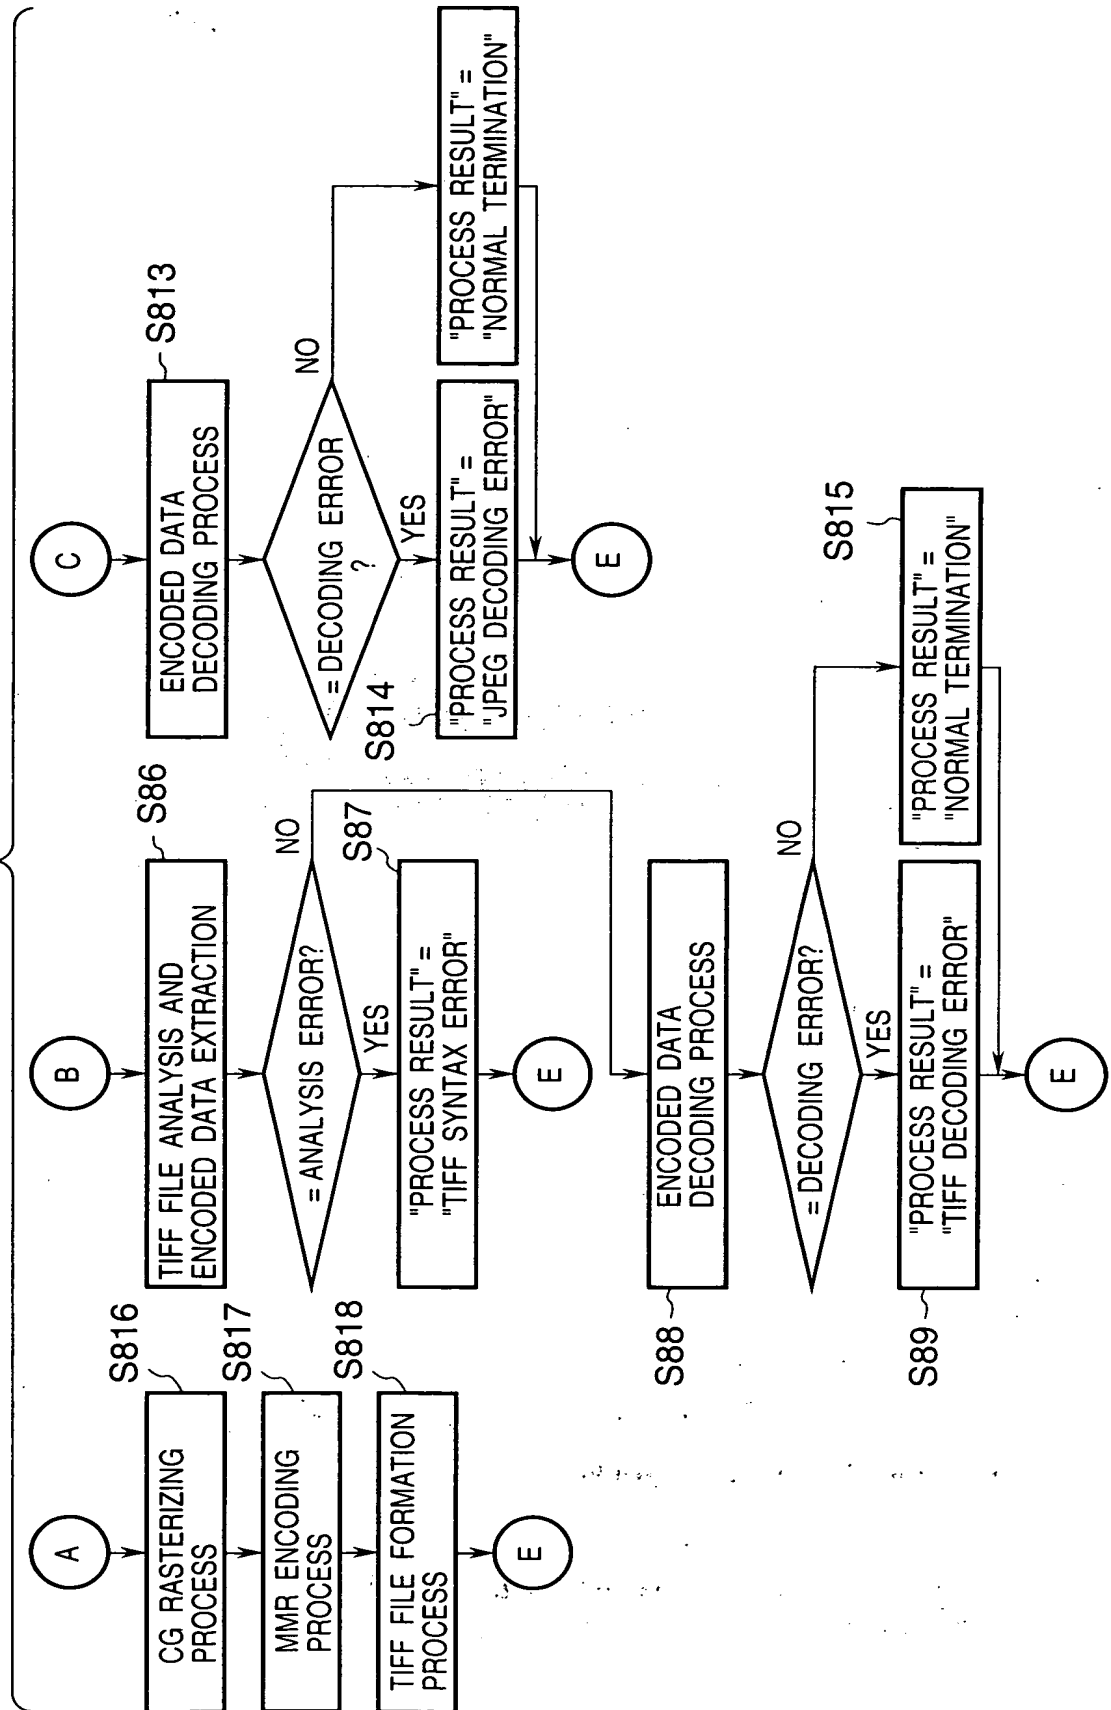 A
S816
CG RASTERIZING
PROCESS
S817
MMR ENCODING
PROCESS
S818
TIFF FILE FORMATION
PROCESS
E
B
S86
TIFF FILE ANALYSIS AND
ENCODED DATA EXTRACTION
= ANALYSIS ERROR?
NO
YES
S87
"PROCESS RESULT" =
"TIFF SYNTAX ERROR"
E
S88
ENCODED DATA
DECODING PROCESS
= DECODING ERROR?
NO
YES
S89
"PROCESS RESULT" =
"TIFF DECODING ERROR"
S815
"PROCESS RESULT" =
"NORMAL TERMINATION"
E
C
S813
ENCODED DATA
DECODING PROCESS
= DECODING ERROR
?
NO
YES
S814
"PROCESS RESULT" =
"JPEG DECODING ERROR"
"PROCESS RESULT" =
"NORMAL TERMINATION"
E